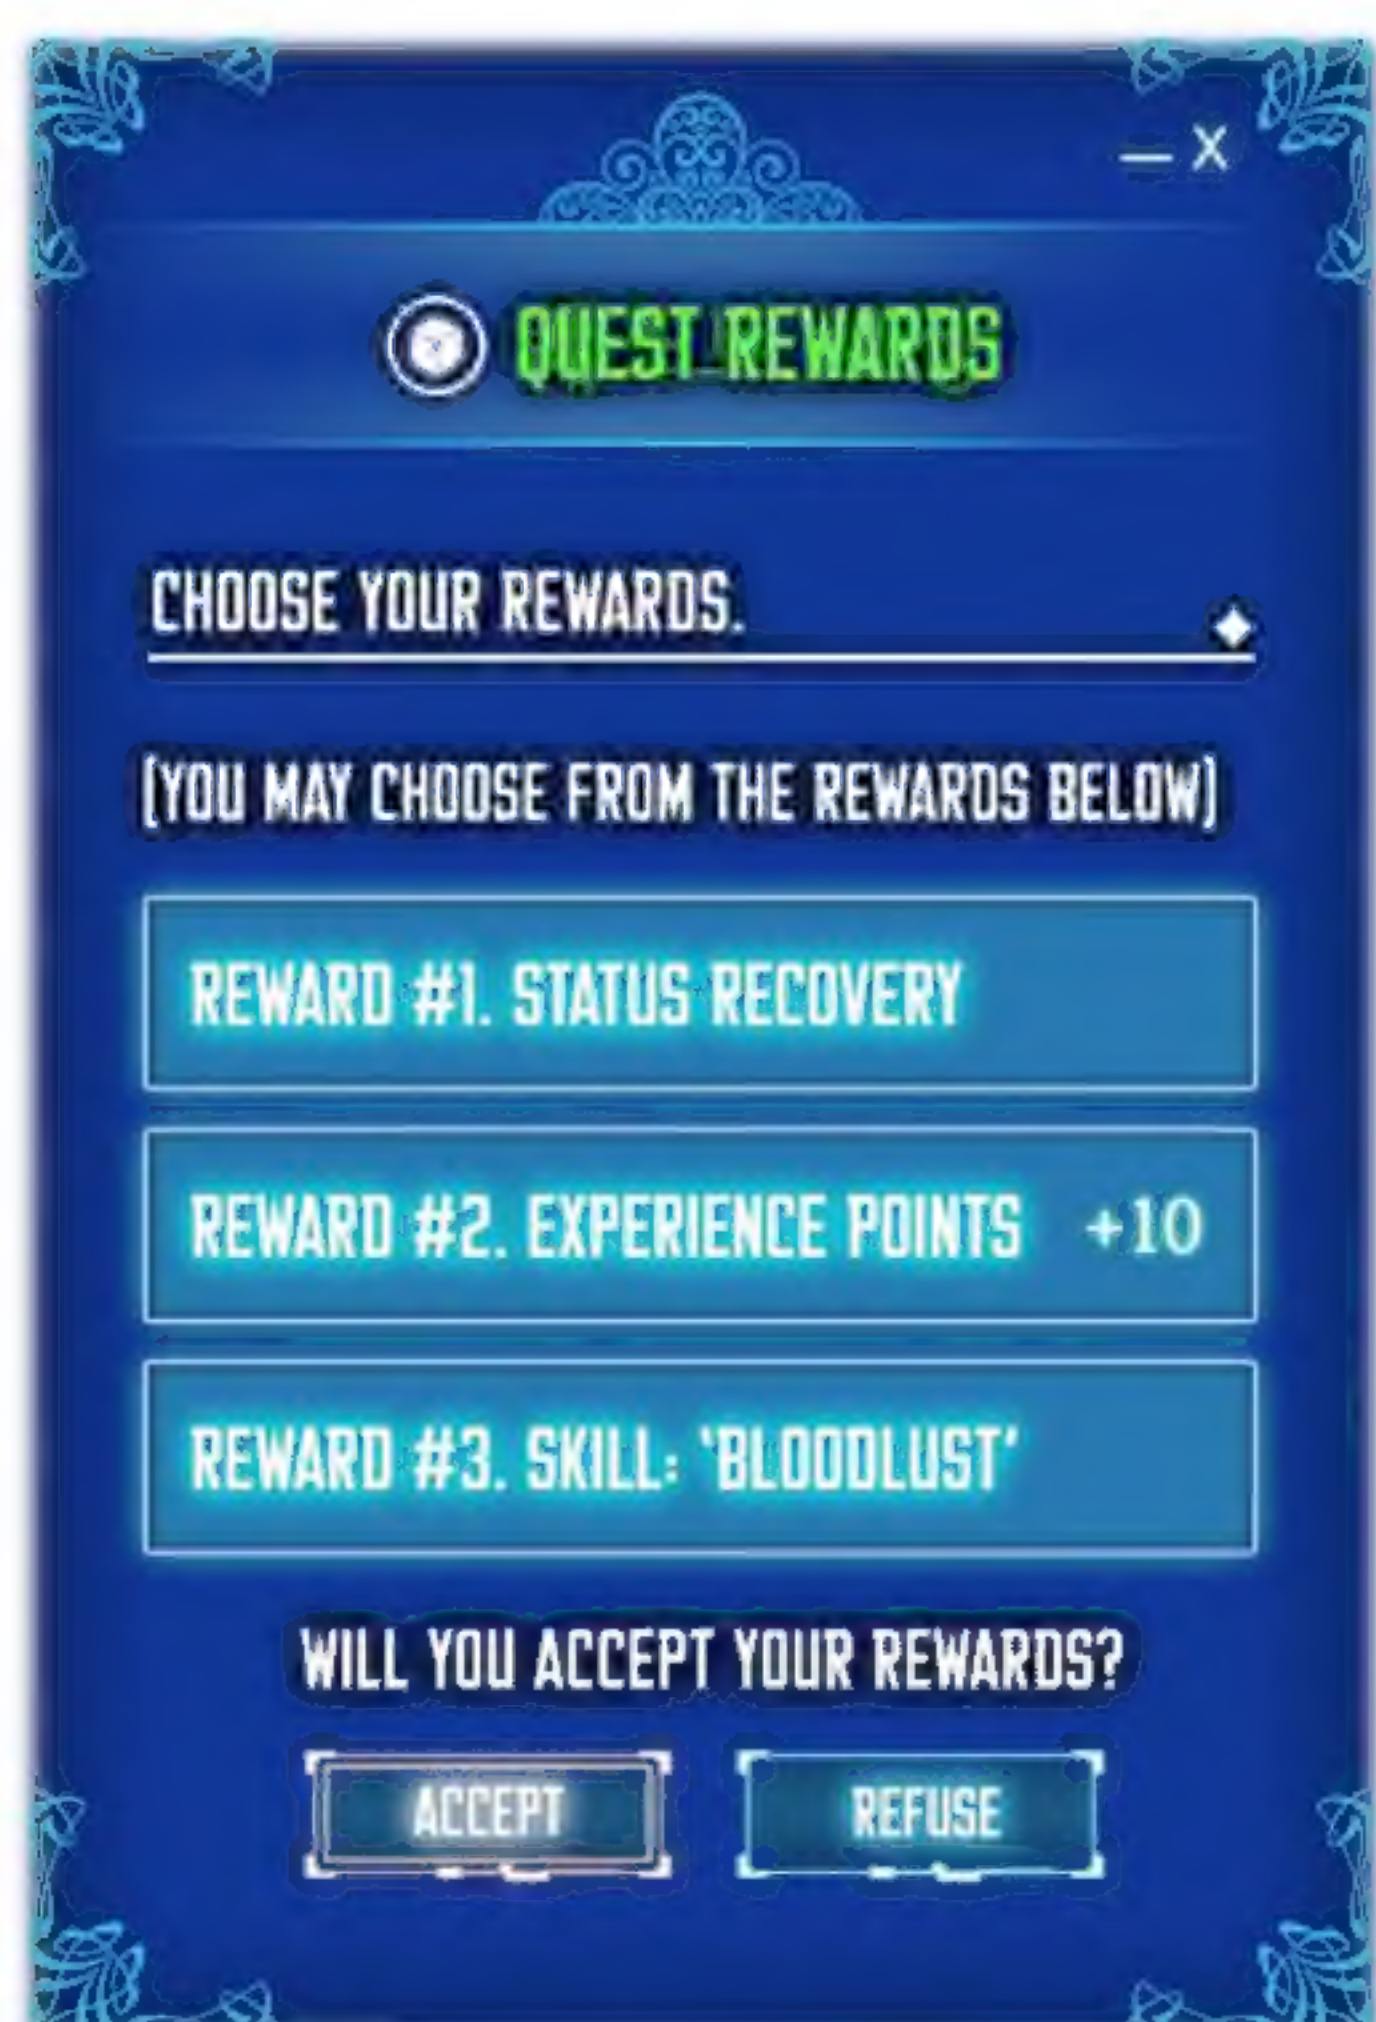 — X
QUEST REWARDS
CHOOSE YOUR REWARDS.
(YOU MAY CHOOSE FROM THE REWARDS BELOW)
REWARD #1. STATUS RECOVERY
REWARD #2. EXPERIENCE POINTS +10
REWARD #3. SKILL: ‘BLOODLUST’
WILL YOU ACCEPT YOUR REWARDS?
ACCEPT REFUSE